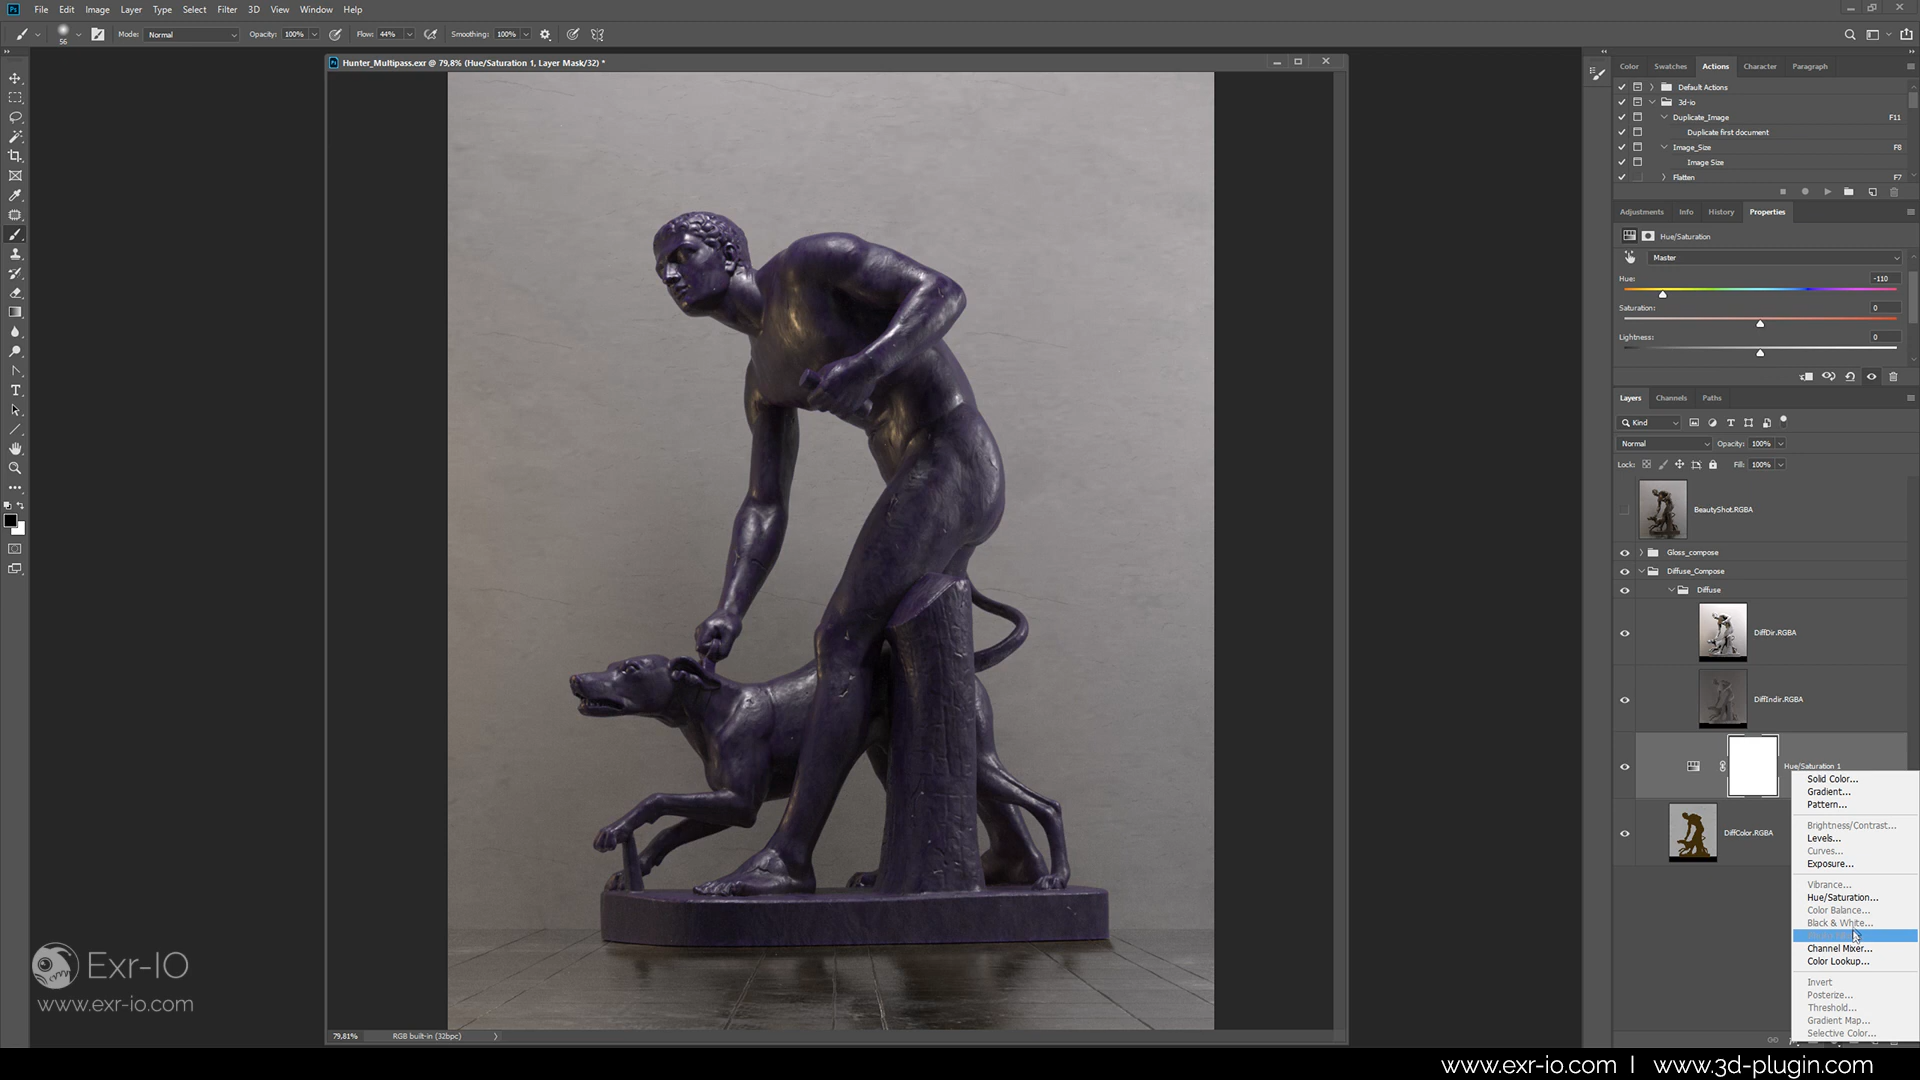 File Edit Image Layer Type Select Filter 3D View Window Help
56 Mode: Normal Opacity: 100% Flow: 44% Smoothing: 100%
Hunter_Multipass.exr @ 79,8% (Hue/Saturation 1, Layer Mask/32) *
Color Swatches Actions Character Paragraph
Default Actions
3d-io
Duplicate_Image F11
Duplicate first document
Image_Size F8
Image Size
Flatten F7
Adjustments Info History Properties
Hue/Saturation
Master
Hue: -110
Saturation: 0
Lightness: 0
Layers Channels Paths
Kind
Normal Opacity: 100%
Lock: Fill: 100%
BeautyShot.RGBA
Gloss_compose
Diffuse_Compose
Diffuse
DiffDir.RGBA
DiffIndir.RGBA
Hue/Saturation 1
DiffColor.RGBA
Solid Color...
Gradient...
Pattern...
Brightness/Contrast...
Levels...
Curves...
Exposure...
Vibrance...
Hue/Saturation...
Color Balance...
Black & White...
Channel Mixer...
Color Lookup...
Invert
Posterize...
Threshold...
Gradient Map...
Selective Color...
Exr-IO
www.exr-io.com
79,81% RGB built-in (32bpc)
www.exr-io.com | www.3d-plugin.com